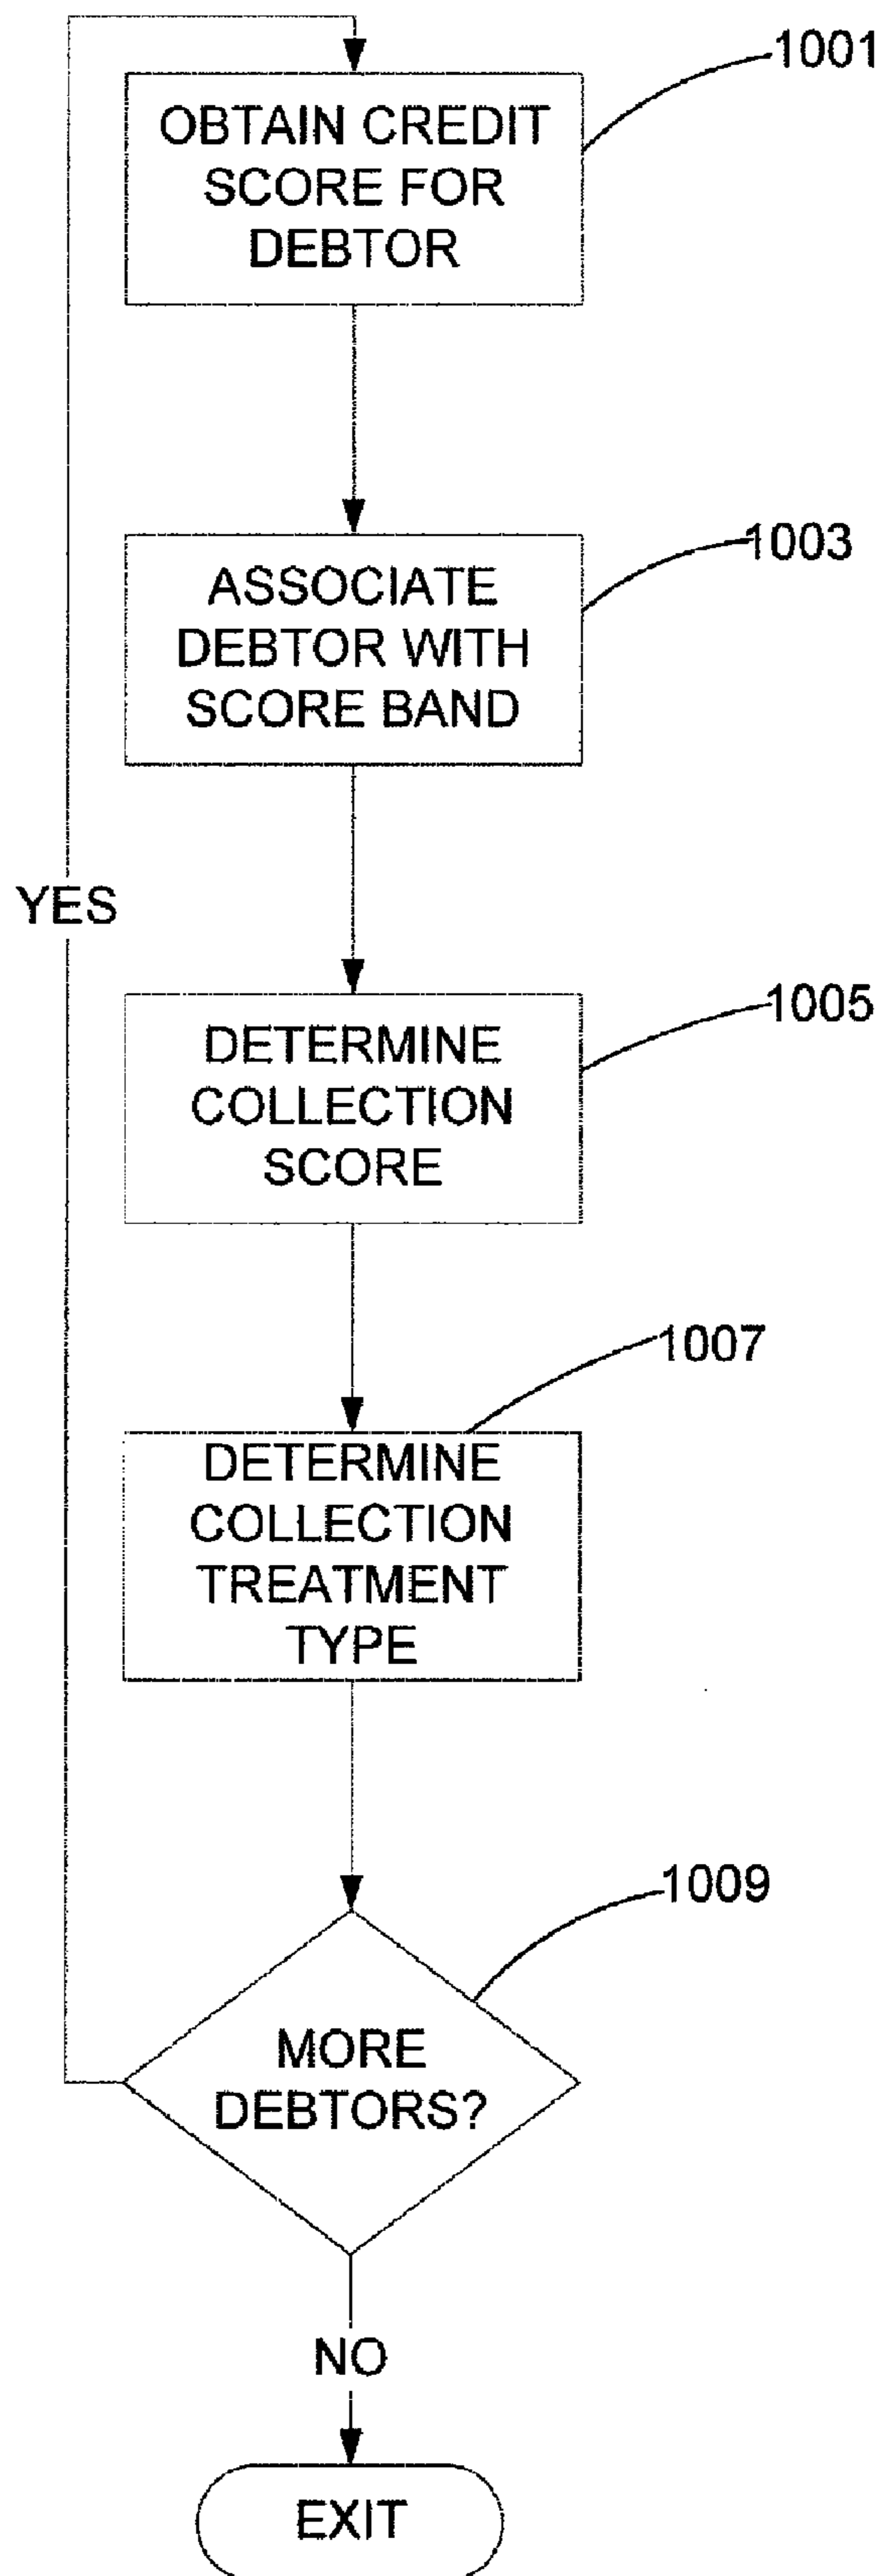 1001
OBTAIN CREDIT
SCORE FOR
DEBTOR
1003
ASSOCIATE
DEBTOR WITH
SCORE BAND
YES
1005
DETERMINE
COLLECTION
SCORE
1007
DETERMINE
COLLECTION
TREATMENT
TYPE
1009
MORE
DEBTORS?
NO
EXIT